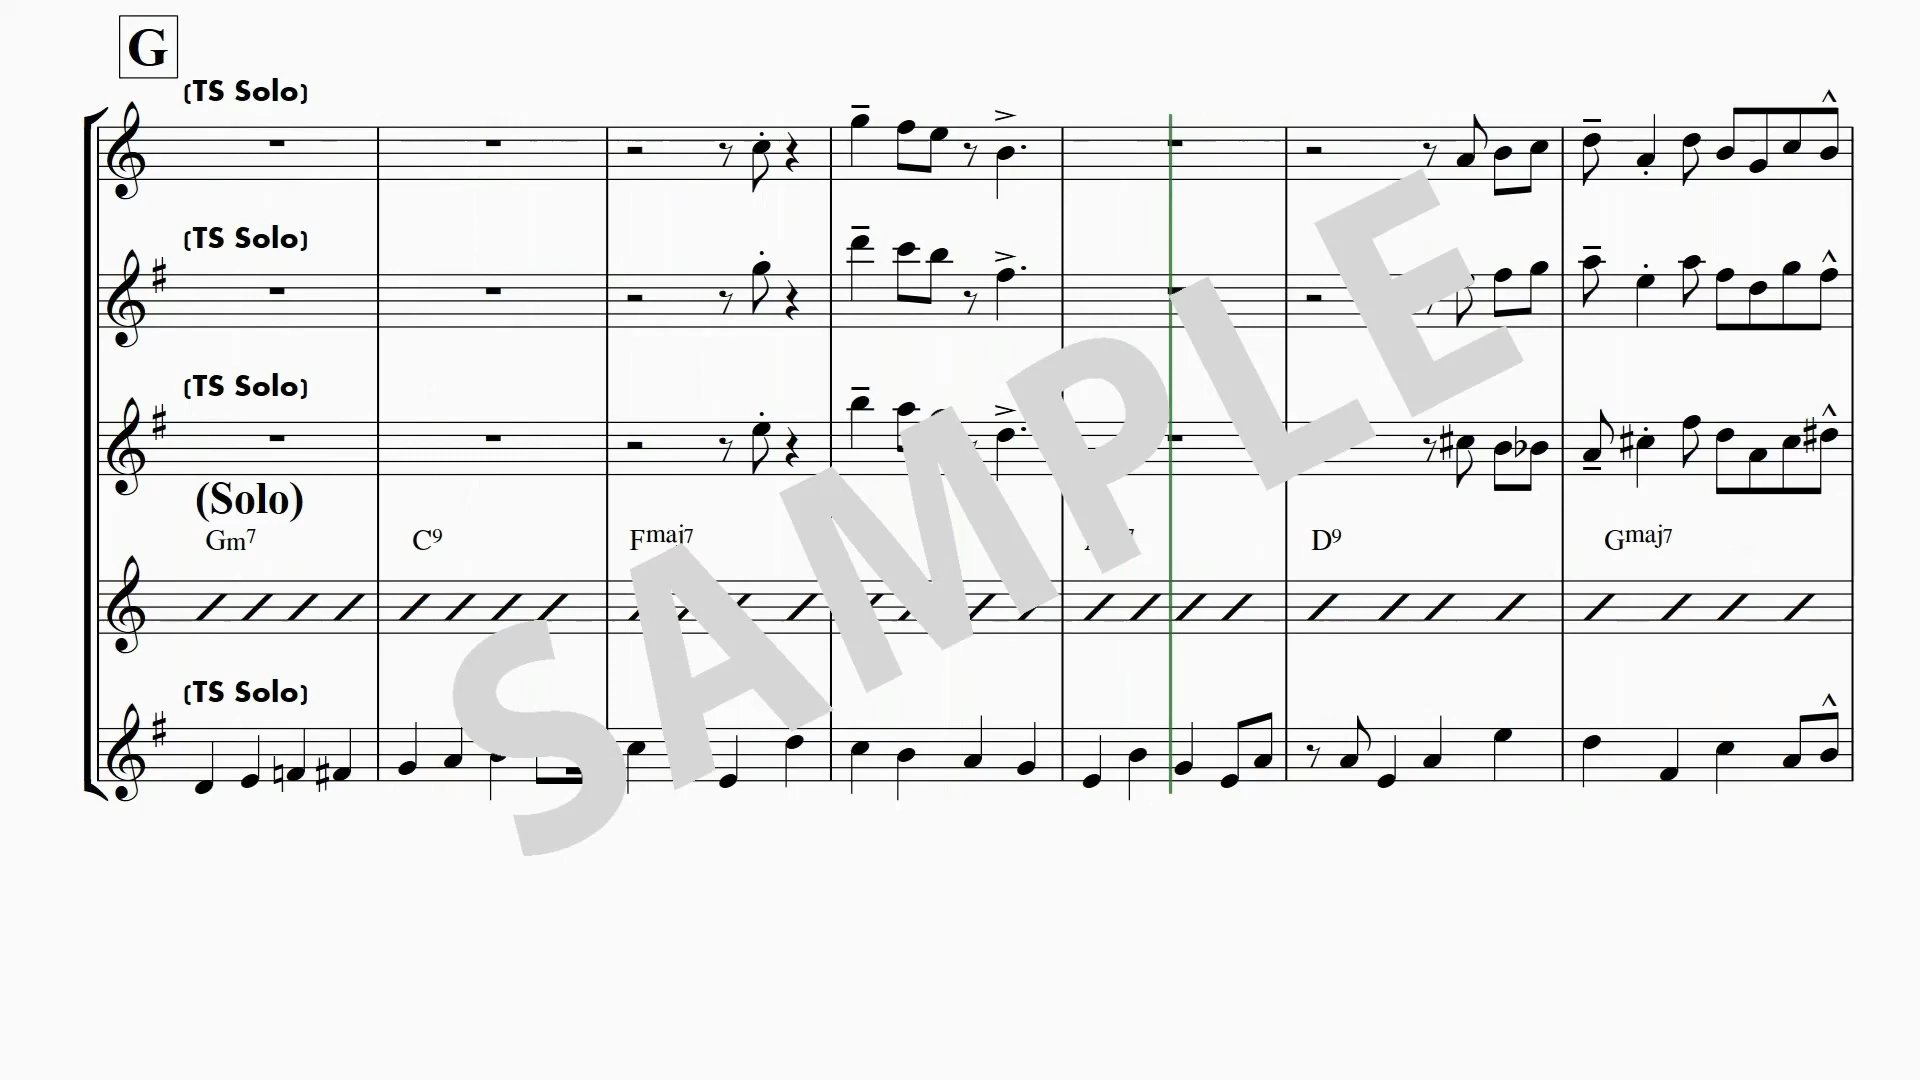 G
(TS Solo)
(TS Solo)
(TS Solo)
(Solo)
Gm7 C9 Fmaj7 D9 Gmaj7
(TS Solo)
SAMPLE